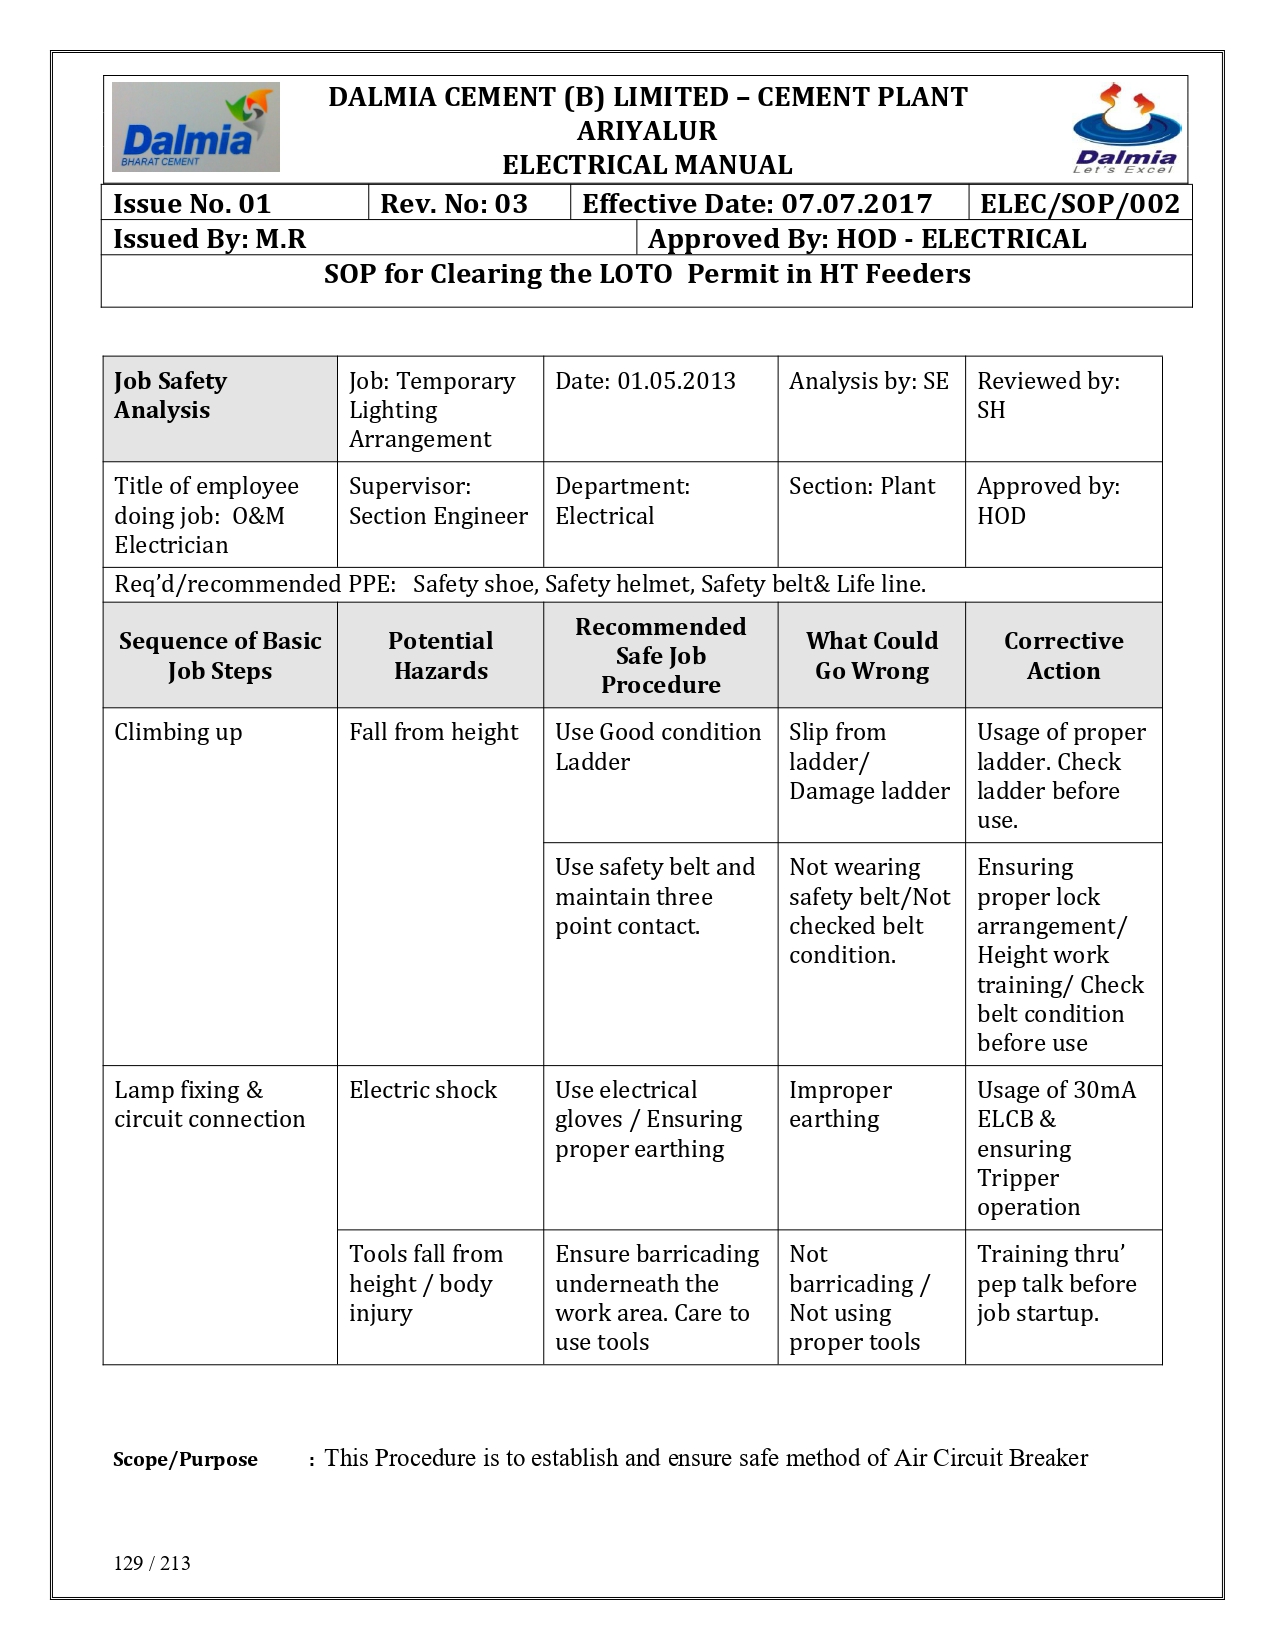 DALMIA CEMENT (B) LIMITED – CEMENT PLANT
ARIYALUR
ELECTRICAL MANUAL
Dalmia
BHARAT CEMENT
Dalmia
Let's Excel
Issue No. 01 Rev. No: 03 Effective Date: 07.07.2017 ELEC/SOP/002
Issued By: M.R Approved By: HOD - ELECTRICAL
SOP for Clearing the LOTO  Permit in HT Feeders
Job Safety
Analysis
Job: Temporary
Lighting
Arrangement
Date: 01.05.2013
Analysis by: SE
Reviewed by:
SH
Title of employee
doing job:  O&M
Electrician
Supervisor:
Section Engineer
Department:
Electrical
Section: Plant
Approved by:
HOD
Req'd/recommended PPE:   Safety shoe, Safety helmet, Safety belt& Life line.
Sequence of Basic
Job Steps
Potential
Hazards
Recommended
Safe Job
Procedure
What Could
Go Wrong
Corrective
Action
Climbing up
Fall from height
Use Good condition
Ladder
Slip from
ladder/
Damage ladder
Usage of proper
ladder. Check
ladder before
use.
Use safety belt and
maintain three
point contact.
Not wearing
safety belt/Not
checked belt
condition.
Ensuring
proper lock
arrangement/
Height work
training/ Check
belt condition
before use
Lamp fixing &
circuit connection
Electric shock
Use electrical
gloves / Ensuring
proper earthing
Improper
earthing
Usage of 30mA
ELCB &
ensuring
Tripper
operation
Tools fall from
height / body
injury
Ensure barricading
underneath the
work area. Care to
use tools
Not
barricading /
Not using
proper tools
Training thru'
pep talk before
job startup.
Scope/Purpose : This Procedure is to establish and ensure safe method of Air Circuit Breaker
129 / 213